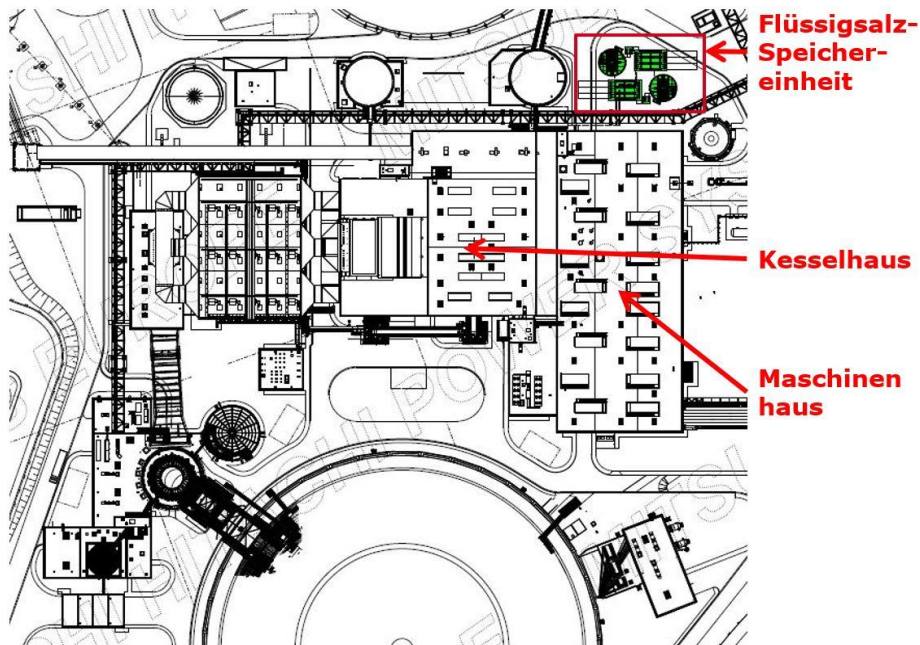 Flüssigsalz-
Speicher-
einheit
Kesselhaus
Maschinen
haus